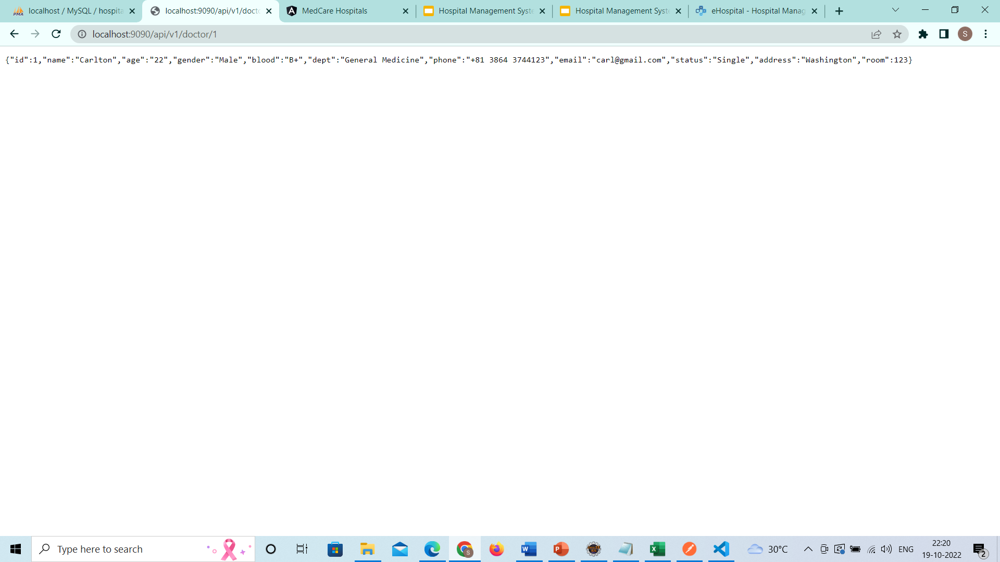 localhost / MySQL / hospita
localhost:9090/api/v1/docto
MedCare Hospitals
Hospital Management Syste
Hospital Management Syste
eHospital - Hospital Manag
localhost:9090/api/v1/doctor/1
S
{"id":1,"name":"Carlton","age":"22","gender":"Male","blood":"B+","dept":"General Medicine","phone":"+81 3864 3744123","email":"carl@gmail.com","status":"Single","address":"Washington","room":123}
Type here to search
30°C
ENG
22:20
19-10-2022
2